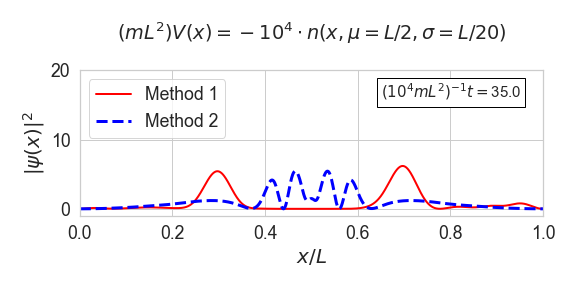 (mL²)V(x) = −10⁴ · n(x, μ = L/2, σ = L/20)
20
10
0
|ψ(x)|²
Method 1
Method 2
(10⁴mL²)⁻¹t = 35.0
0.0 0.2 0.4 0.6 0.8 1.0
x/L